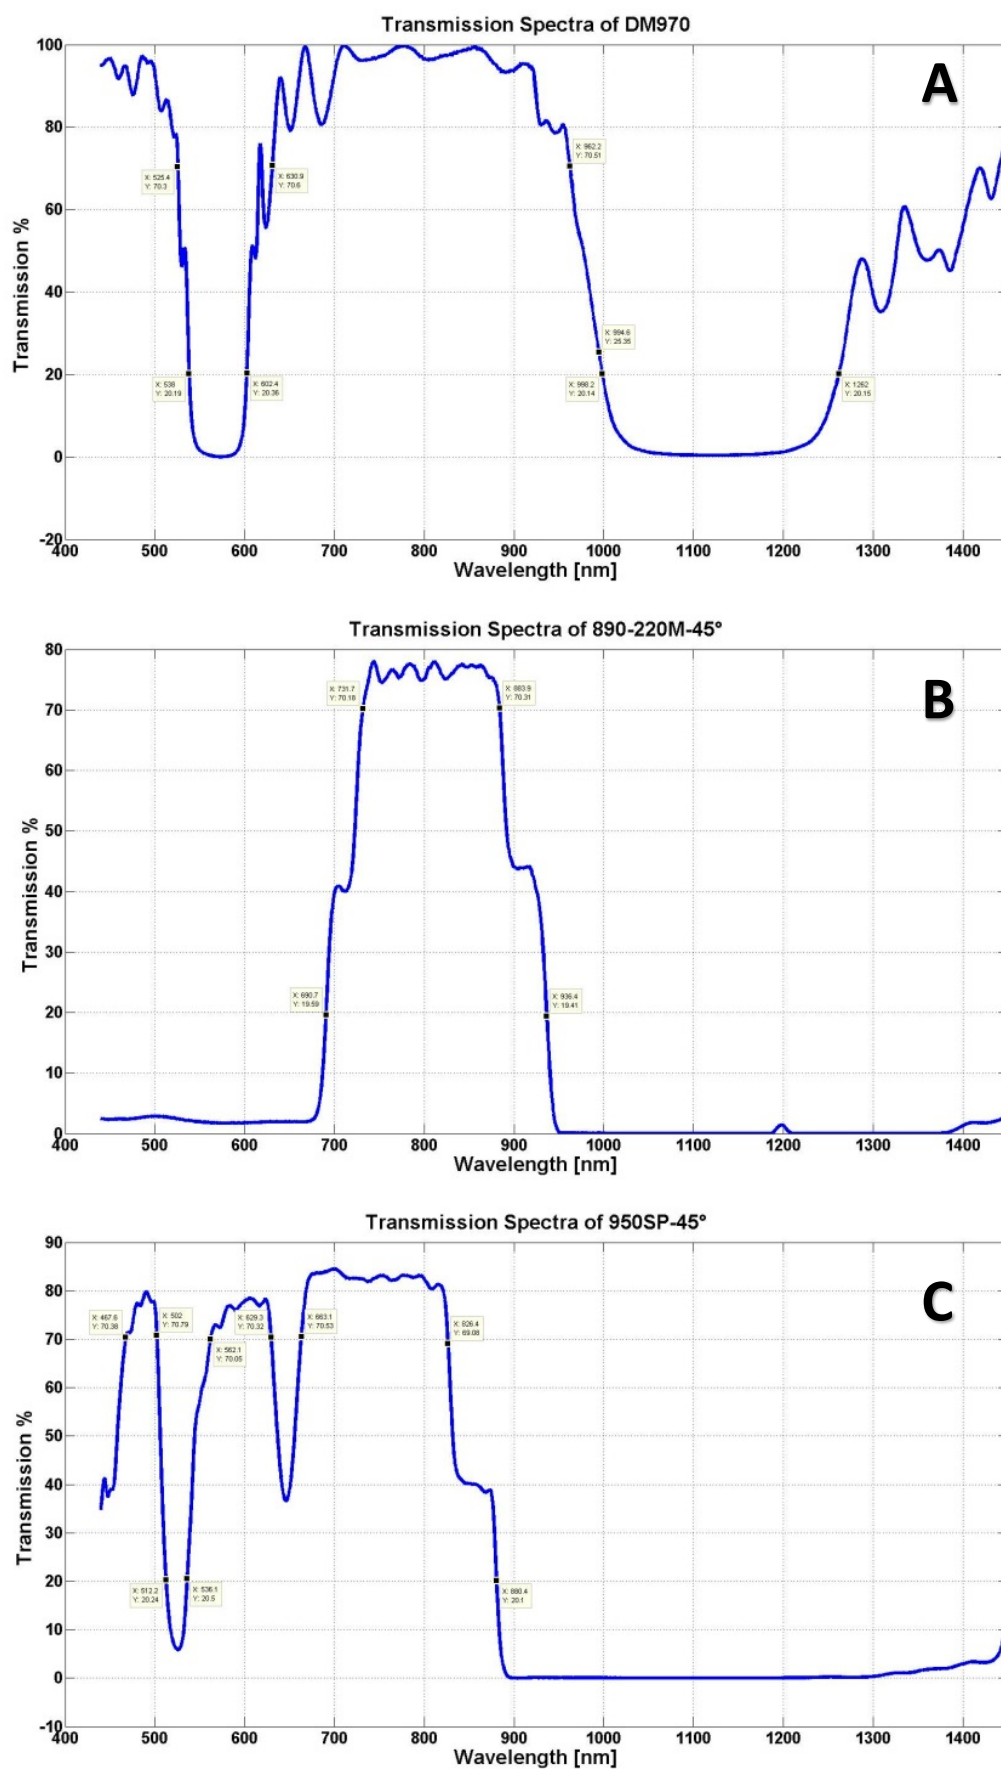 Transmission Spectra of DM970
A
100
80
60
40
20
0
-20
Transmission %
X: 525.4
Y: 70.3
X: 630.9
Y: 70.6
X: 962.2
Y: 70.51
X: 538
Y: 20.19
X: 602.4
Y: 20.36
X: 994.6
Y: 25.35
X: 998.2
Y: 20.14
X: 1262
Y: 20.15
400 500 600 700 800 900 1000 1100 1200 1300 1400
Wavelength [nm]
Transmission Spectra of 890-220M-45°
B
80
70
60
50
40
30
20
10
0
Transmission %
X: 731.7
Y: 70.18
X: 883.9
Y: 70.31
X: 690.7
Y: 19.59
X: 936.4
Y: 19.41
400 500 600 700 800 900 1000 1100 1200 1300 1400
Wavelength [nm]
Transmission Spectra of 950SP-45°
C
90
80
70
60
50
40
30
20
10
0
-10
Transmission %
X: 467.6
Y: 70.38
X: 502
Y: 70.79
X: 562.1
Y: 70.05
X: 629.3
Y: 70.32
X: 663.1
Y: 70.53
X: 826.4
Y: 69.08
X: 512.2
Y: 20.24
X: 536.1
Y: 20.5
X: 880.4
Y: 20.1
400 500 600 700 800 900 1000 1100 1200 1300 1400
Wavelength [nm]